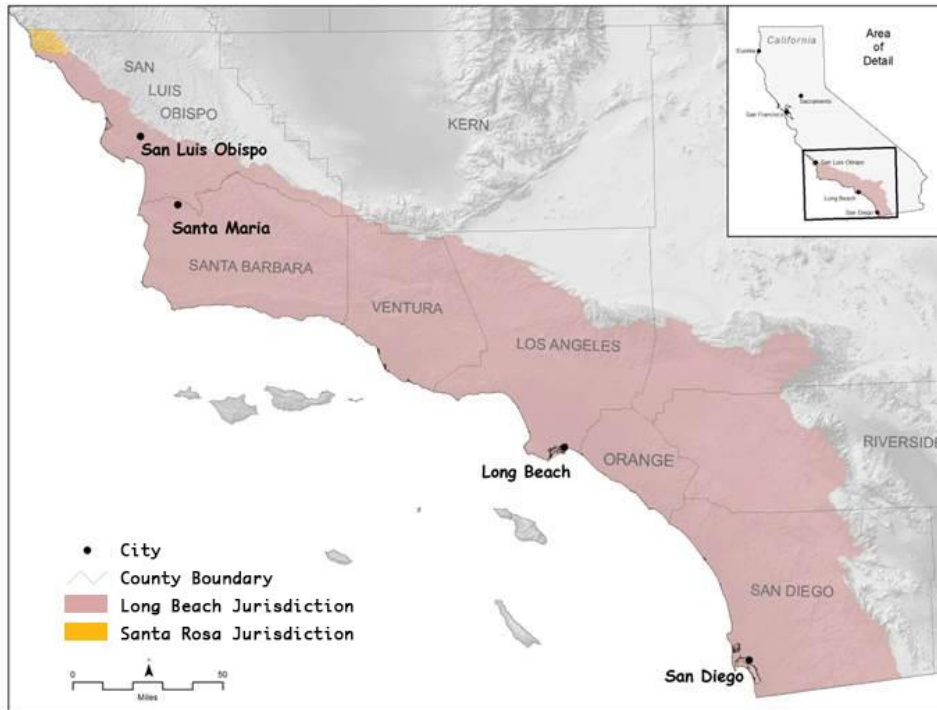 SAN
LUIS
OBISPO
KERN
San Luis Obispo
Santa Maria
SANTA BARBARA
VENTURA
LOS ANGELES
RIVERSIDE
Long Beach
ORANGE
SAN DIEGO
San Diego
California
Area
of
Detail
Eureka
Sacramento
San Francisco
San Luis Obispo
Long Beach
San Diego
City
County Boundary
Long Beach Jurisdiction
Santa Rosa Jurisdiction
0
50
Miles